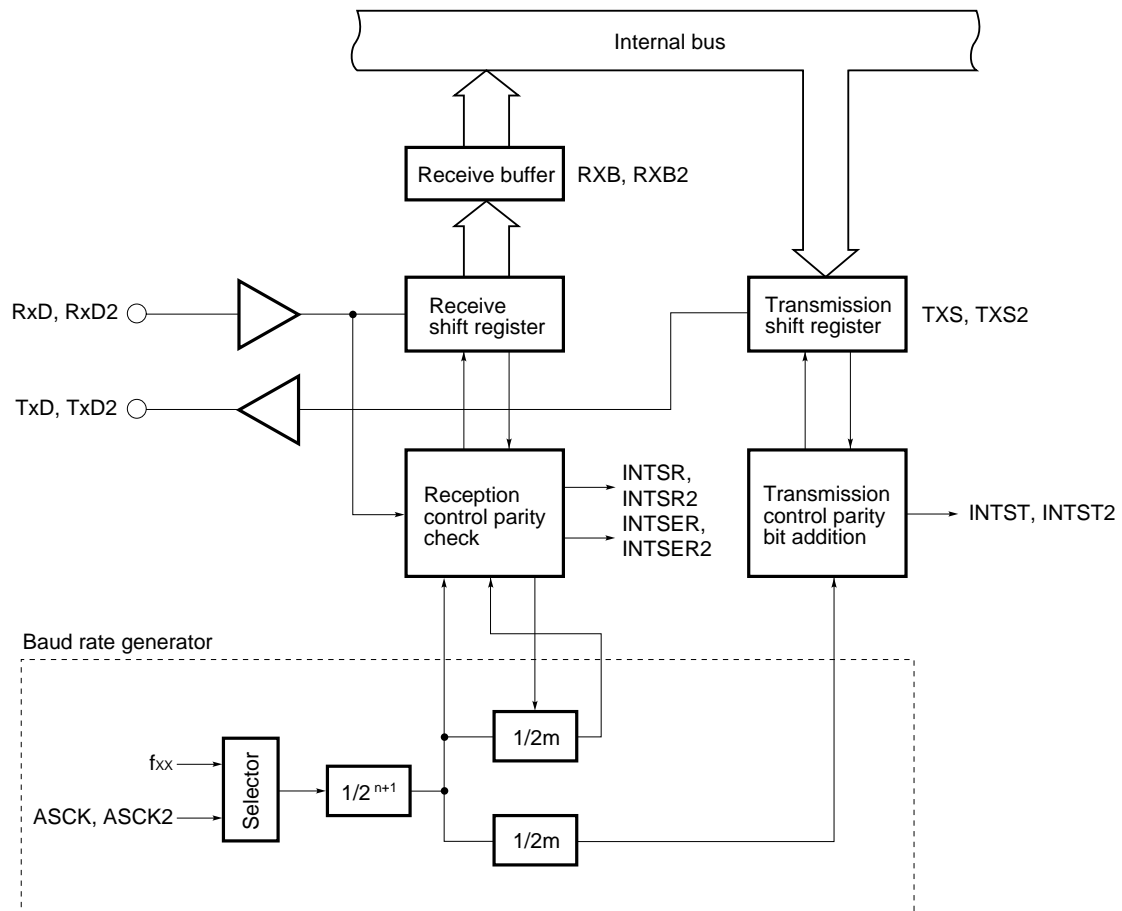 Internal bus
Receive buffer
RXB, RXB2
RxD, RxD2
Receive
shift register
Transmission
shift register
TXS, TXS2
TxD, TxD2
Reception
control parity
check
INTSR,
INTSR2
INTSER,
INTSER2
Transmission
control parity
bit addition
INTST, INTST2
Baud rate generator
1/2m
fXX
ASCK, ASCK2
Selector
1/2 n+1
1/2m